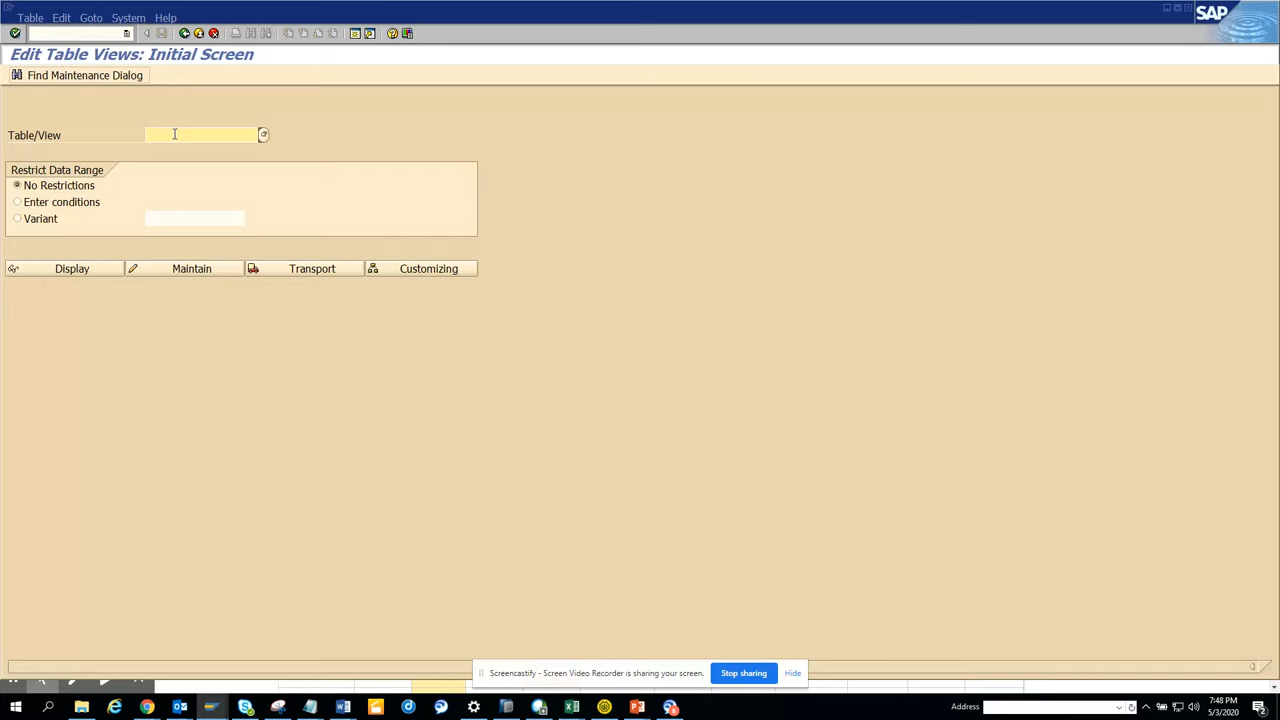 Table Edit Goto System Help
SAP
Edit Table Views: Initial Screen
Find Maintenance Dialog
Table/View
Restrict Data Range
No Restrictions
Enter conditions
Variant
Display Maintain Transport Customizing
Screencastify - Screen Video Recorder is sharing your screen. Stop sharing Hide
Address
7:48 PM
5/3/2020